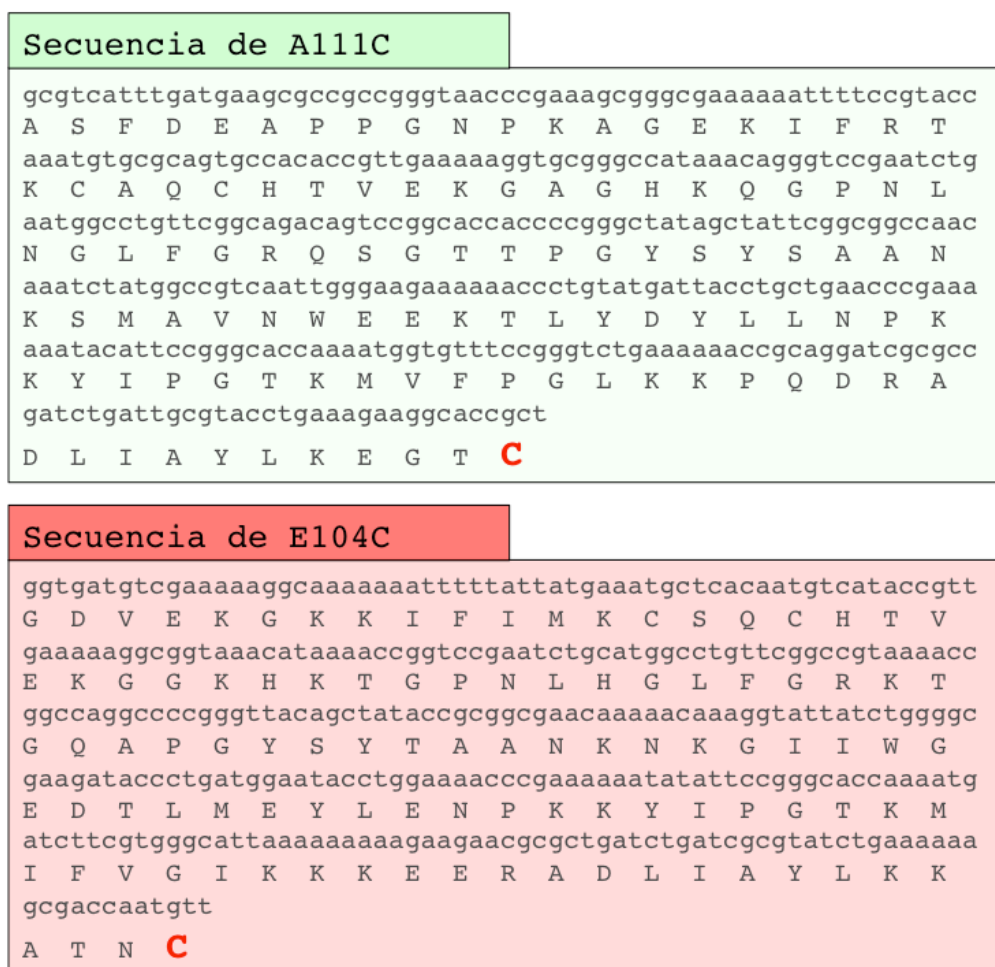 Secuencia de A111C
gcgtcatttgatgaagcgccgccgggtaacccgaaagcgggcgaaaaaattttccgtacc
A S F D E A P P G N P K A G E K I F R T
aaatgtgcgcagtgccacaccgttgaaaaaggtgcgggccataaacagggtccgaatctg
K C A Q C H T V E K G A G H K Q G P N L
aatggcctgttcggcagacagtccggcaccaccccgggctatagctattcggcggccaac
N G L F G R Q S G T T P G Y S Y S A A N
aaatctatggccgtcaattgggaagaaaaaaccctgtatgattacctgctgaacccgaaa
K S M A V N W E E K T L Y D Y L L N P K
aaatacattccgggcaccaaaatggtgtttccgggtctgaaaaaaccgcaggatcgcgcc
K Y I P G T K M V F P G L K K P Q D R A
gatctgattgcgtacctgaaagaaggcaccgct
D L I A Y L K E G T C
Secuencia de E104C
ggtgatgtcgaaaaaggcaaaaaaatttttattatgaaatgctcacaatgtcataccgtt
G D V E K G K K I F I M K C S Q C H T V
gaaaaaggcggtaaacataaaaccggtccgaatctgcatggcctgttcggccgtaaaacc
E K G G K H K T G P N L H G L F G R K T
ggccaggccccgggttacagctataccgcggcgaacaaaaacaaaggtattatctggggc
G Q A P G Y S Y T A A N K N K G I I W G
gaagataccctgatggaatacctggaaaacccgaaaaaatatattccgggcaccaaaatg
E D T L M E Y L E N P K K Y I P G T K M
atcttcgtgggcattaaaaaaaaagaagaacgcgctgatctgatcgcgtatctgaaaaaa
I F V G I K K K E E R A D L I A Y L K K
gcgaccaatgtt
A T N C